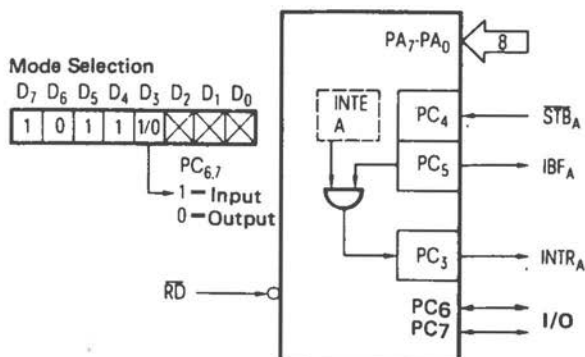 Mode Selection
D7 D6 D5 D4 D3 D2 D1 D0
1 0 1 1 1/0
PC6,7
1 – Input
0 – Output
RD
PA7-PA0
8
INTE
A
PC4
STBA
PC5
IBFA
PC3
INTRA
PC6
PC7
I/O